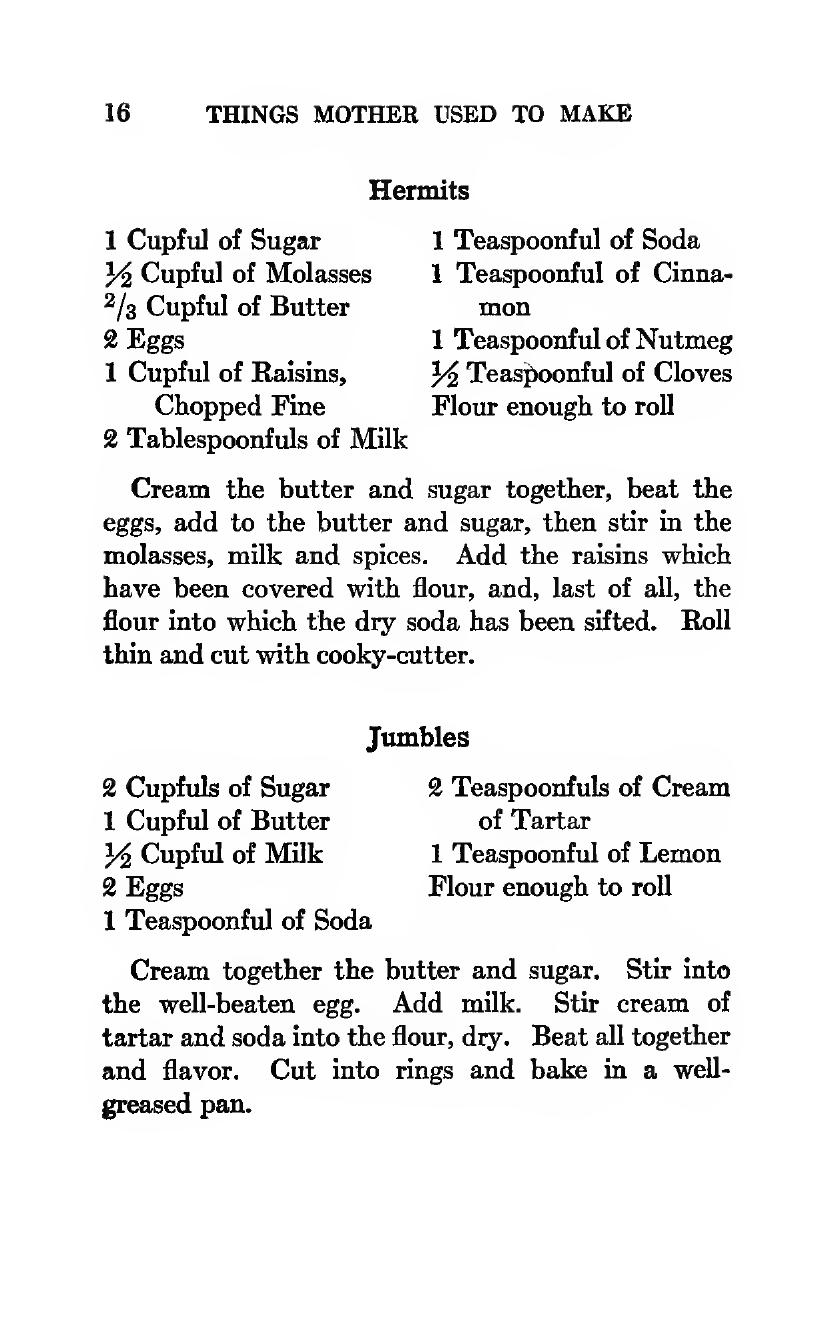 16 THINGS MOTHER USED TO MAKE
Hermits
1 Cupful of Sugar
½ Cupful of Molasses
2/3 Cupful of Butter
2 Eggs
1 Cupful of Raisins,
Chopped Fine
2 Tablespoonfuls of Milk
1 Teaspoonful of Soda
1 Teaspoonful of Cinna-
mon
1 Teaspoonful of Nutmeg
½ Teaspoonful of Cloves
Flour enough to roll
Cream the butter and sugar together, beat the
eggs, add to the butter and sugar, then stir in the
molasses, milk and spices. Add the raisins which
have been covered with flour, and, last of all, the
flour into which the dry soda has been sifted. Roll
thin and cut with cooky-cutter.
Jumbles
2 Cupfuls of Sugar
1 Cupful of Butter
½ Cupful of Milk
2 Eggs
1 Teaspoonful of Soda
2 Teaspoonfuls of Cream
of Tartar
1 Teaspoonful of Lemon
Flour enough to roll
Cream together the butter and sugar. Stir into
the well-beaten egg. Add milk. Stir cream of
tartar and soda into the flour, dry. Beat all together
and flavor. Cut into rings and bake in a well-
greased pan.